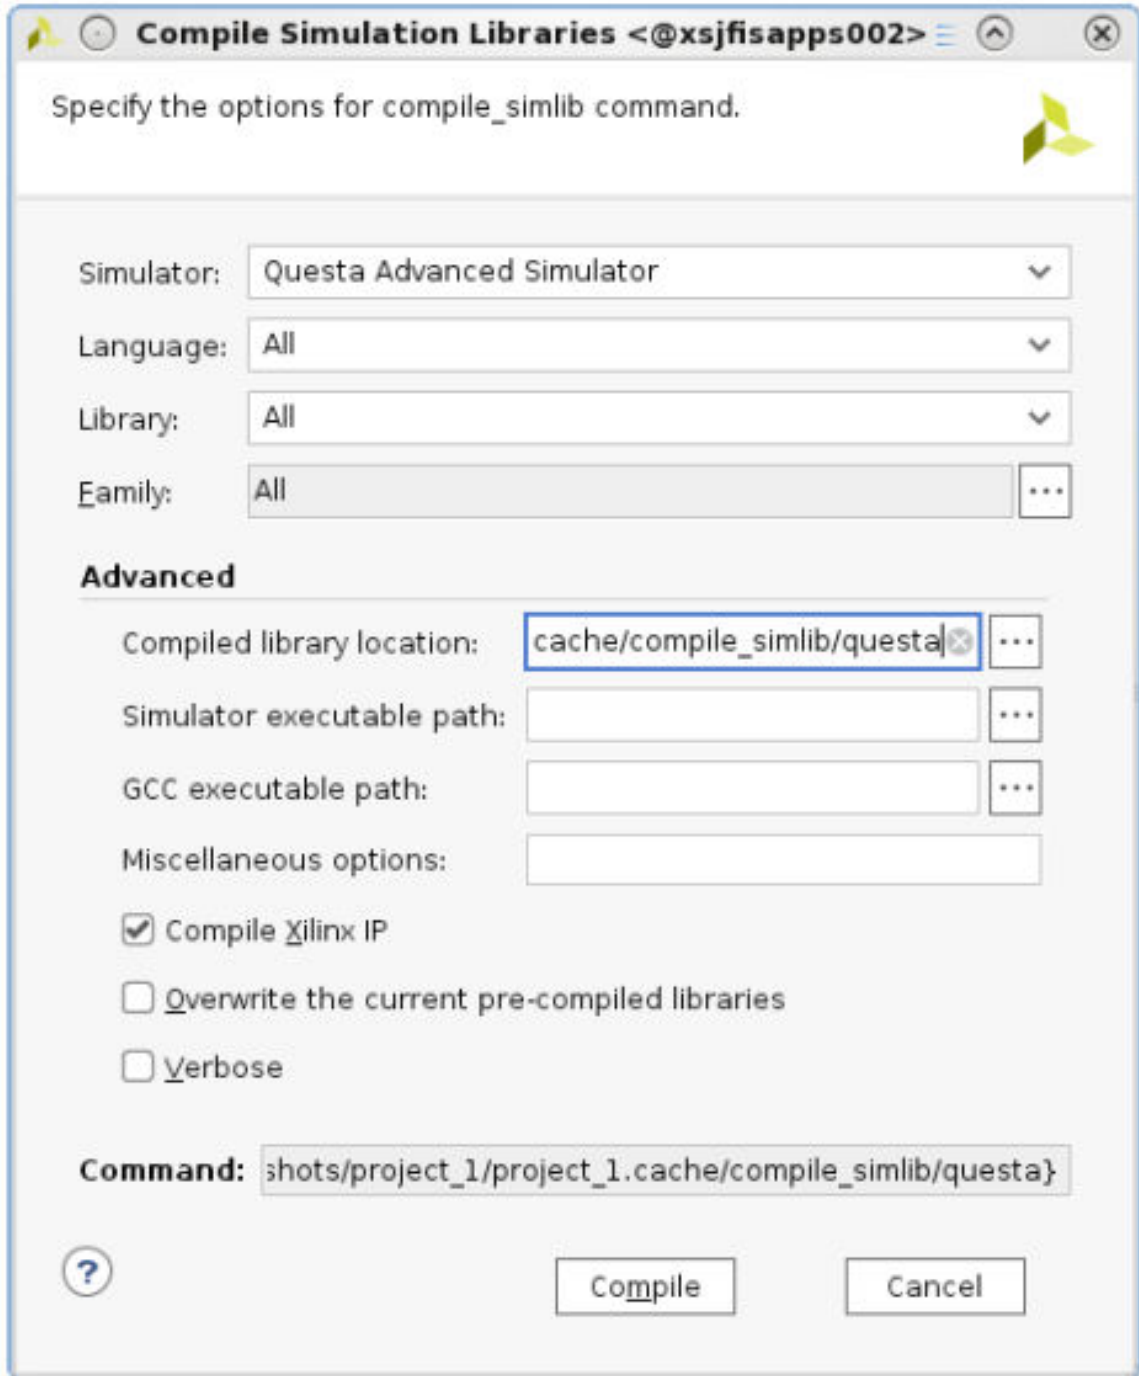 Compile Simulation Libraries <@xsjfisapps002>
Specify the options for compile_simlib command.
Simulator: Questa Advanced Simulator
Language: All
Library: All
Family: All ...
Advanced
Compiled library location: cache/compile_simlib/questa ...
Simulator executable path: ...
GCC executable path: ...
Miscellaneous options:
Compile Xilinx IP
Overwrite the current pre-compiled libraries
Verbose
Command: shots/project_1/project_1.cache/compile_simlib/questa}
? Compile Cancel